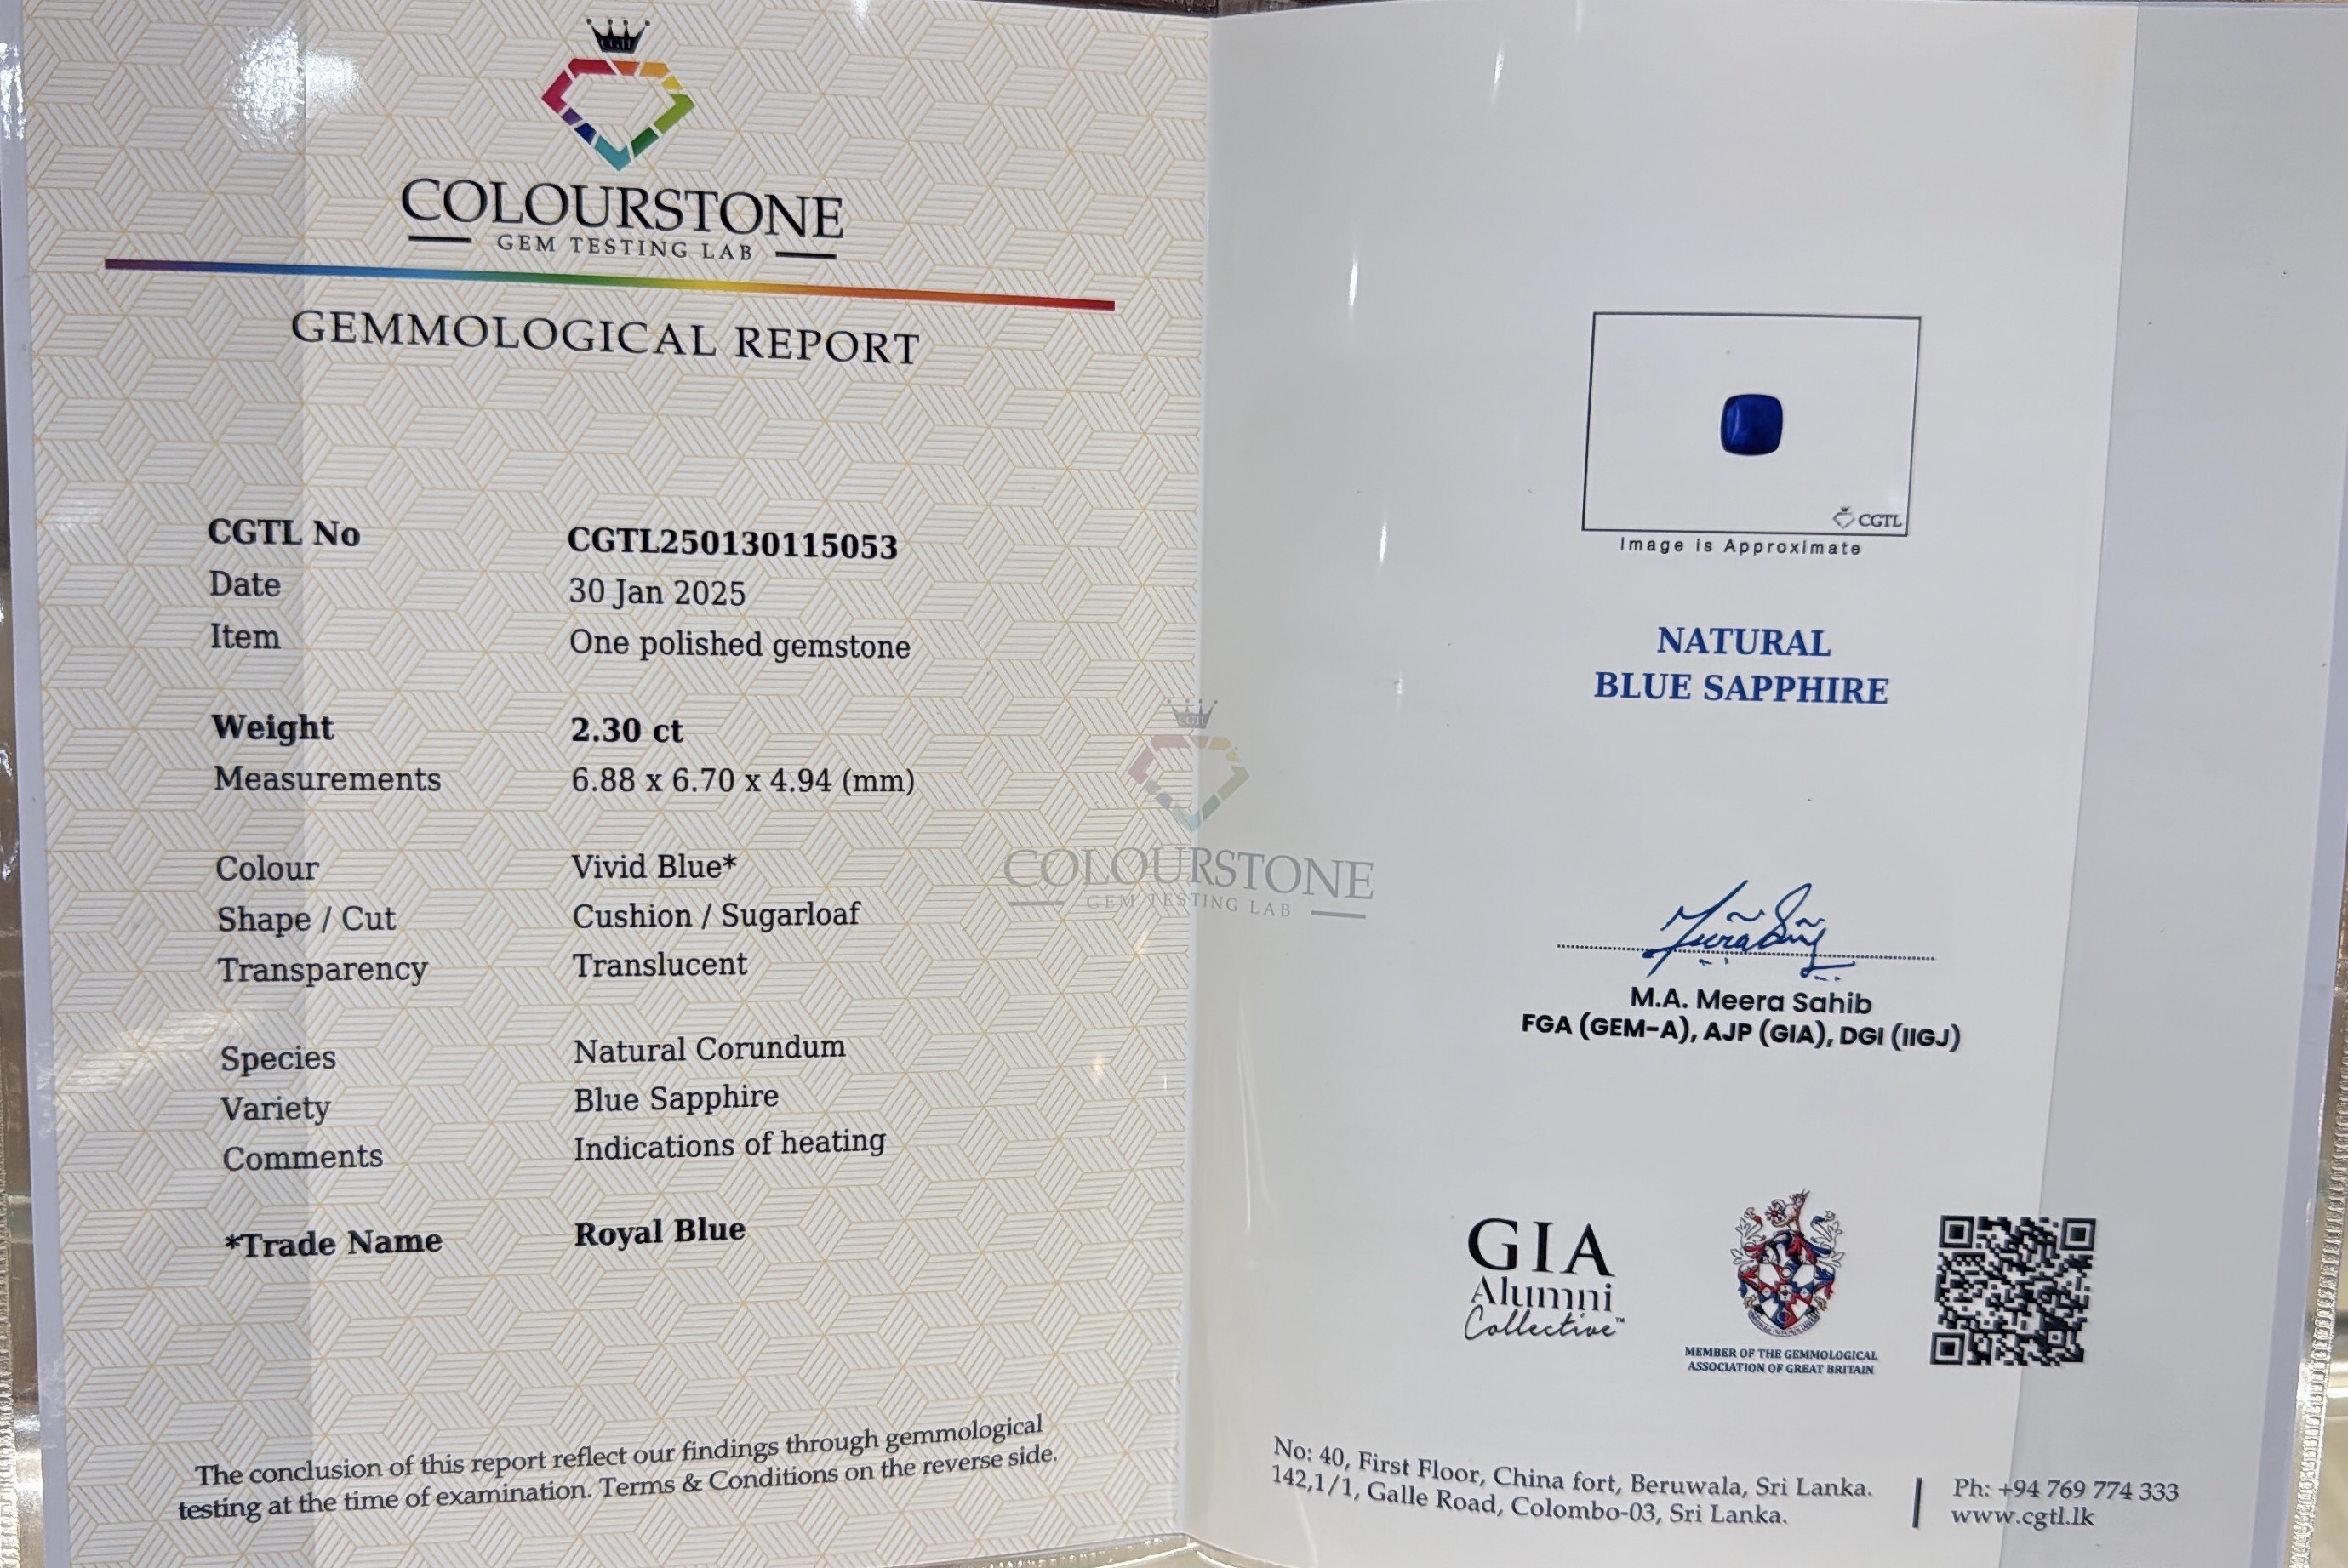 CGTL
COLOURSTONE
GEM TESTING LAB
GEMMOLOGICAL REPORT
CGTL No CGTL250130115053
Date 30 Jan 2025
Item One polished gemstone
Weight 2.30 ct
Measurements 6.88 x 6.70 x 4.94 (mm)
Colour Vivid Blue*
Shape / Cut Cushion / Sugarloaf
Transparency Translucent
Species Natural Corundum
Variety Blue Sapphire
Comments Indications of heating
*Trade Name Royal Blue
The conclusion of this report reflect our findings through gemmological
testing at the time of examination. Terms & Conditions on the reverse side.
CGTL
COLOURSTONE
GEM TESTING LAB
CGTL
Image is Approximate
NATURAL
BLUE SAPPHIRE
M.A. Meera Sahib
FGA (GEM-A), AJP (GIA), DGI (IIGJ)
GIA
Alumni
Collective™
MEMBER OF THE GEMMOLOGICAL
ASSOCIATION OF GREAT BRITAIN
No: 40, First Floor, China fort, Beruwala, Sri Lanka.
142,1/1, Galle Road, Colombo-03, Sri Lanka.
Ph: +94 769 774 333
www.cgtl.lk